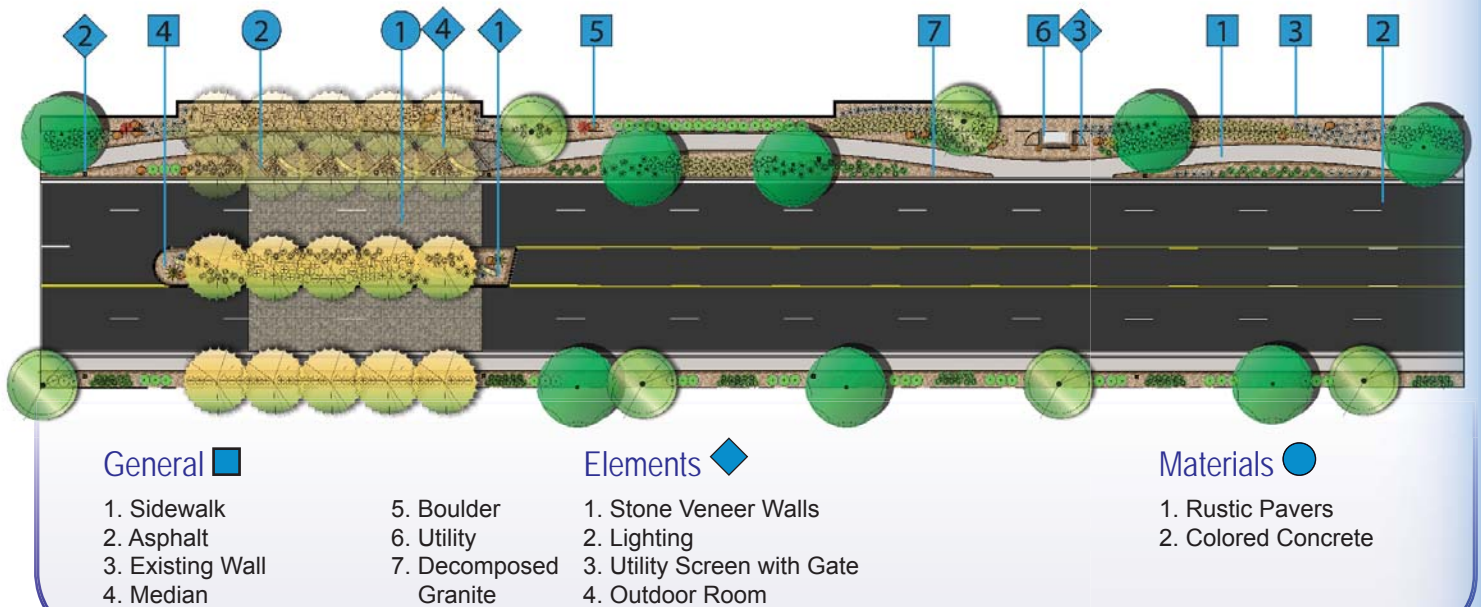 2 4 2 1 4 1 5 7 6 3 1 3 2
General
1. Sidewalk
2. Asphalt
3. Existing Wall
4. Median
5. Boulder
6. Utility
7. Decomposed
Granite
Elements
1. Stone Veneer Walls
2. Lighting
3. Utility Screen with Gate
4. Outdoor Room
Materials
1. Rustic Pavers
2. Colored Concrete